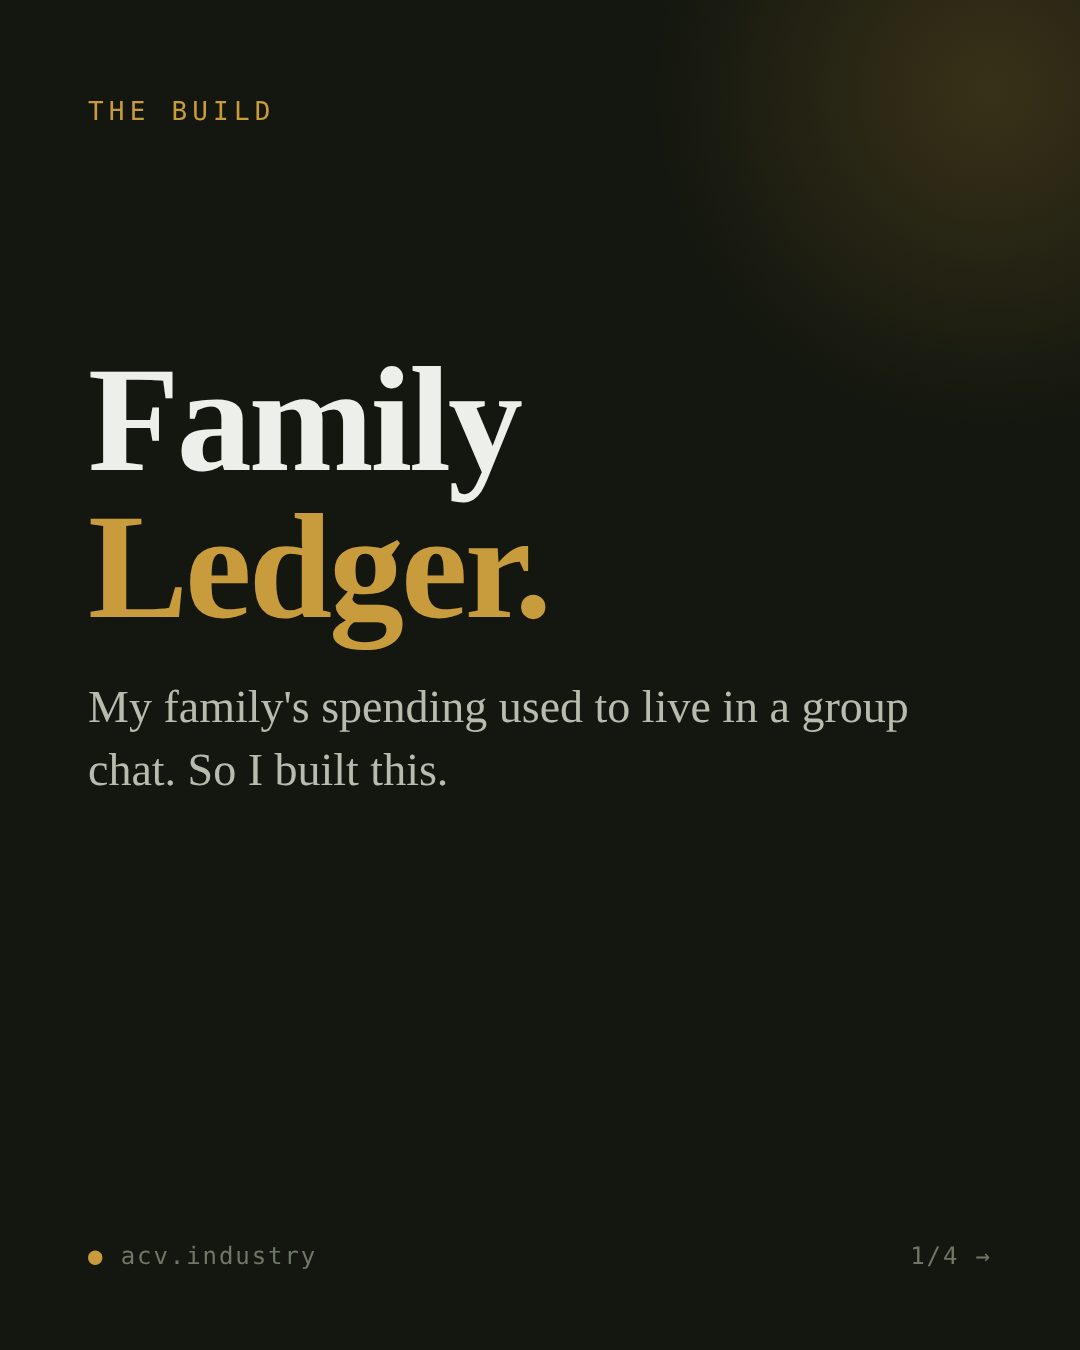 THE BUILD
Family
Ledger.
My family's spending used to live in a group
chat. So I built this.
acv.industry
1/4 →